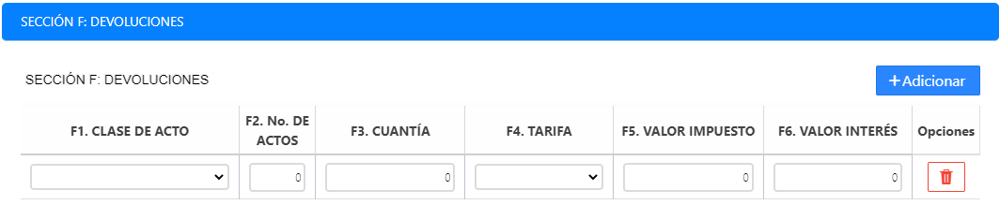 SECCIÓN F: DEVOLUCIONES
SECCIÓN F: DEVOLUCIONES
+Adicionar
F1. CLASE DE ACTO
F2. No. DE
ACTOS
F3. CUANTÍA
F4. TARIFA
F5. VALOR IMPUESTO
F6. VALOR INTERÉS
Opciones
0
0
0
0